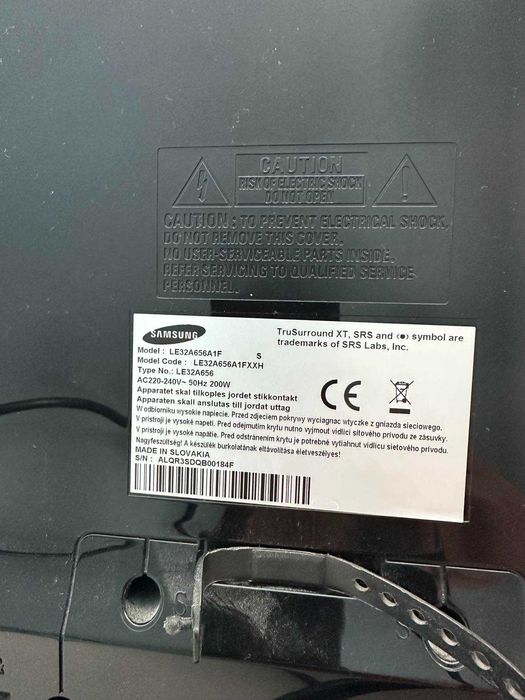 CAUTION
RISK OF ELECTRIC SHOCK
DO NOT OPEN
CAUTION : TO PREVENT ELECTRICAL SHOCK,
DO NOT REMOVE THIS COVER.
NO USER-SERVICEABLE PARTS INSIDE.
REFER SERVICING TO QUALIFIED SERVICE
PERSONNEL.
SAMSUNG
TruSurround XT, SRS and (●) symbol are
trademarks of SRS Labs, Inc.
Model : LE32A656A1F S
Model Code : LE32A656A1FXXH
Type No.: LE32A656
AC220-240V~ 50Hz 200W
Apparatet skal tilkoples jordet stikkontakt
Apparaten skall anslutas till jordat uttag
CE
W odbiorniku wysokie napiecie. Przed zdjeciem pokrywy wyciagnac wtyczke z gniazda sieciowego.
V prístroji je vysoké napetí. Pred odejmutím krytu nutno vyjmout vidlici sítového prívodu ze zásuvky.
V prístroji je vysoké napätie. Pred odstránením krytu je potrebné vytiahnut vidlicu sietového prívodu.
Nagyfeszültség! A készülék burkolatának eltávolítása életveszélyes!
MADE IN SLOVAKIA
S/N : ALQR3SDQB00184F
S
S